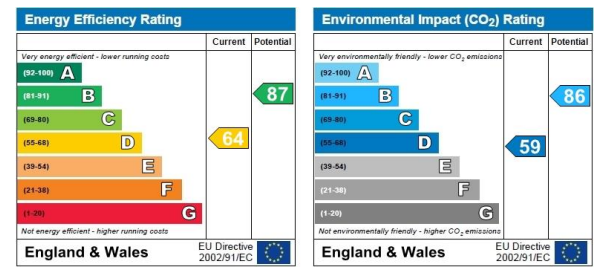 Energy Efficiency Rating
Current Potential
Very energy efficient - lower running costs
(92-100) A
(81-91) B
87
(69-80) C
(55-68) D
64
(39-54) E
(21-38) F
(1-20) G
Not energy efficient - higher running costs
England & Wales
EU Directive
2002/91/EC
Environmental Impact (CO₂) Rating
Current Potential
Very environmentally friendly - lower CO₂ emissions
(92-100) A
(81-91) B
86
(69-80) C
(55-68) D
59
(39-54) E
(21-38) F
(1-20) G
Not environmentally friendly - higher CO₂ emissions
England & Wales
EU Directive
2002/91/EC